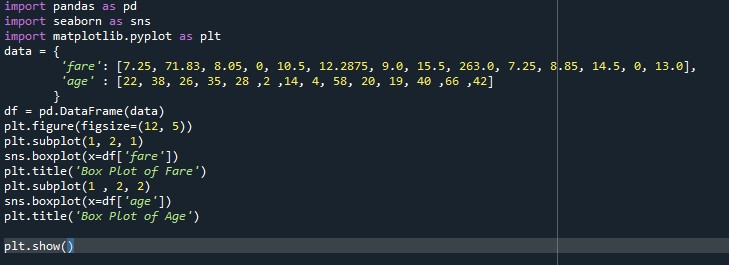 import pandas as pd
import seaborn as sns
import matplotlib.pyplot as plt
data = {
        'fare': [7.25, 71.83, 8.05, 0, 10.5, 12.2875, 9.0, 15.5, 263.0, 7.25, 8.85, 14.5, 0, 13.0],
        'age' : [22, 38, 26, 35, 28 ,2 ,14, 4, 58, 20, 19, 40 ,66 ,42]
       }
df = pd.DataFrame(data)
plt.figure(figsize=(12, 5))
plt.subplot(1, 2, 1)
sns.boxplot(x=df['fare'])
plt.title('Box Plot of Fare')
plt.subplot(1 , 2, 2)
sns.boxplot(x=df['age'])
plt.title('Box Plot of Age')
plt.show()